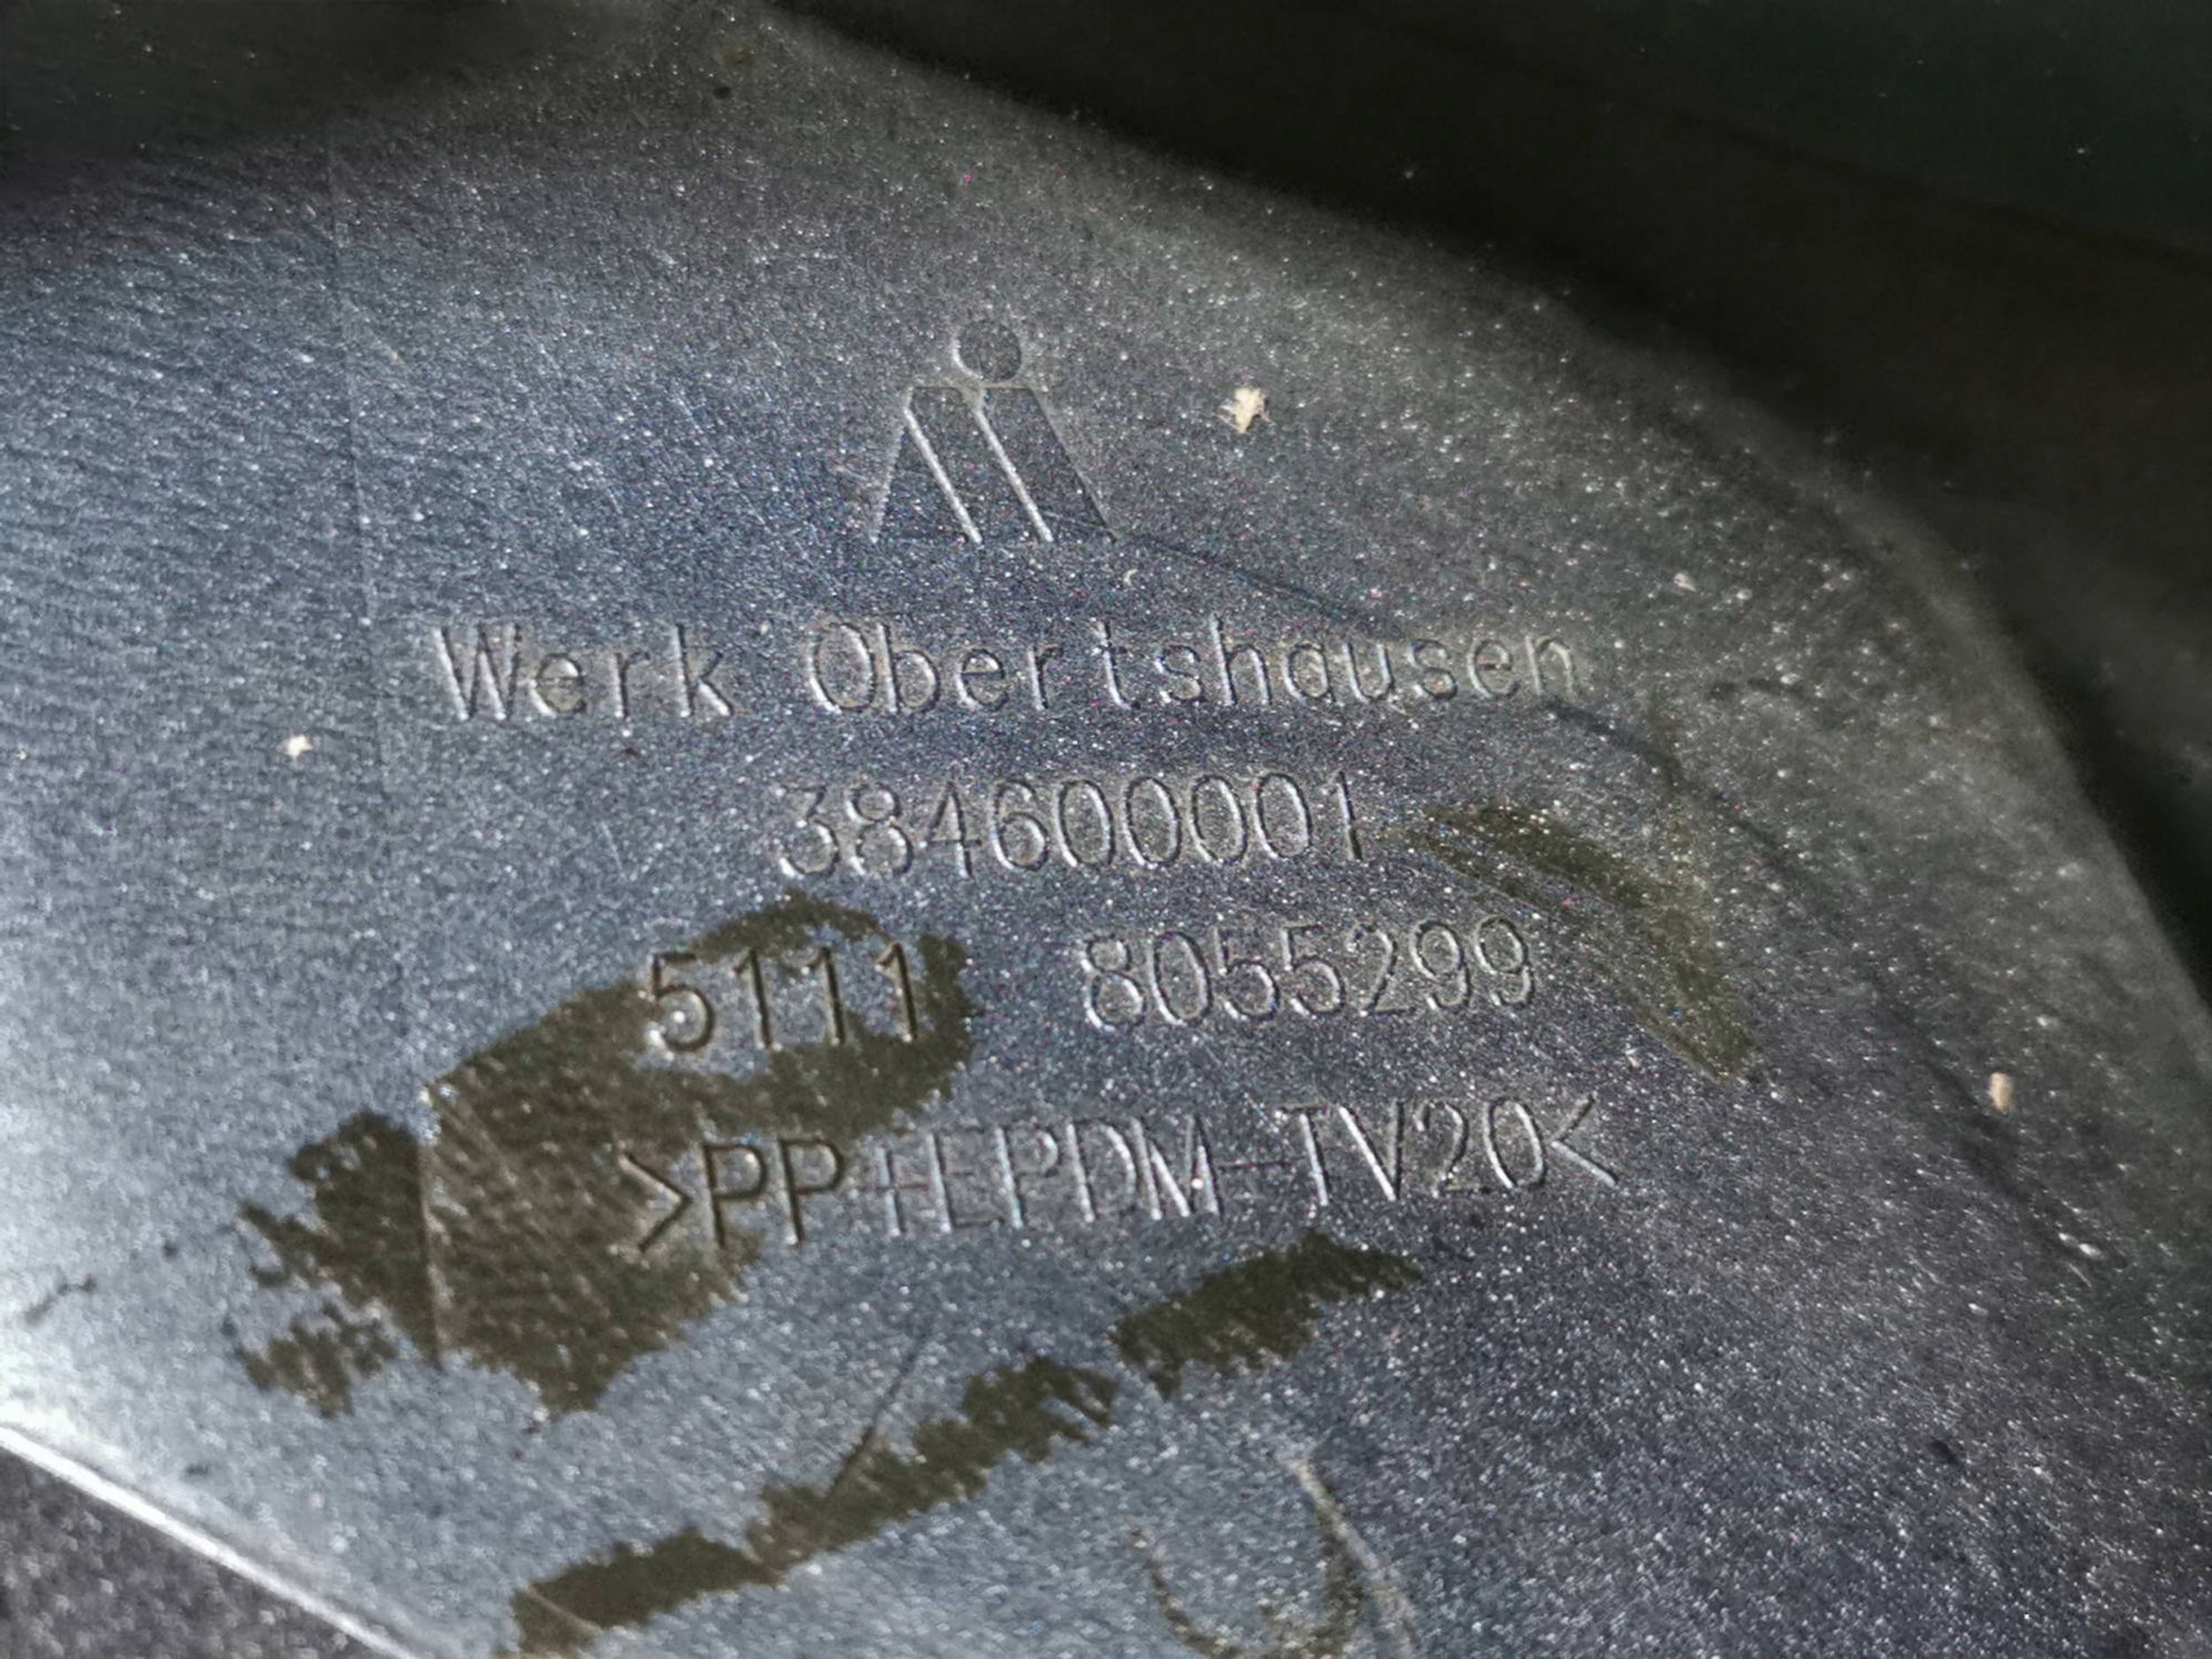 Werk Obertshausen
384600001
5111 8055299
>PP+EPDM-TV20<